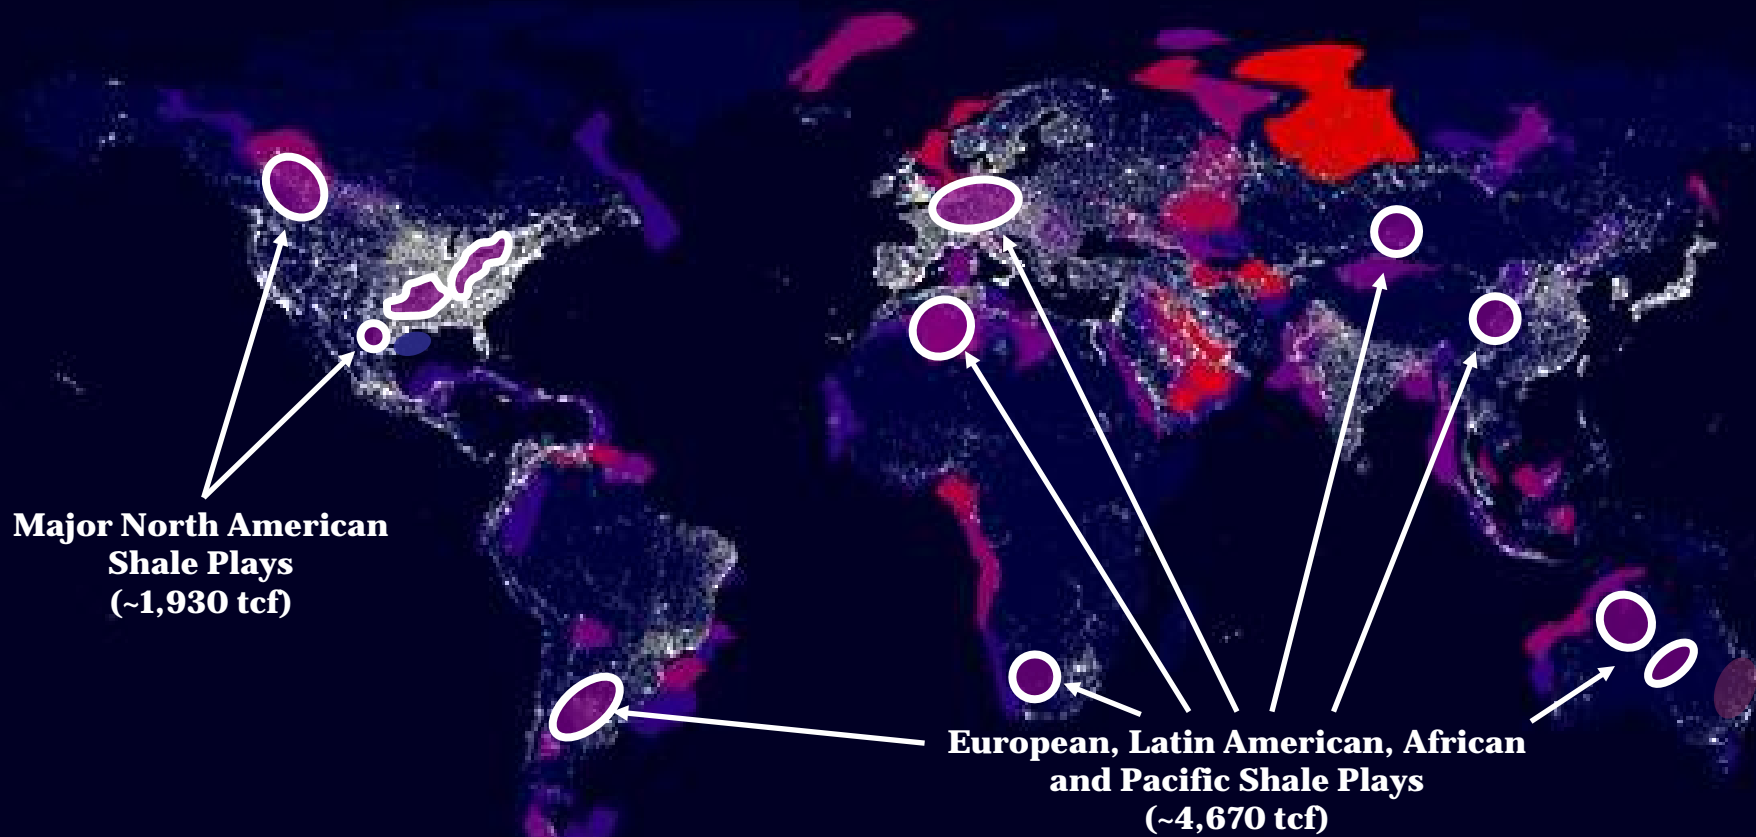 Major North American
Shale Plays
(~1,930 tcf)
European, Latin American, African
and Pacific Shale Plays
(~4,670 tcf)